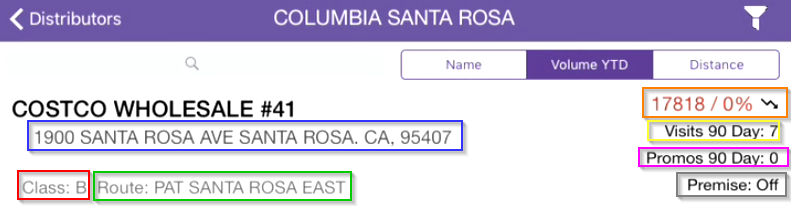 Distributors
COLUMBIA SANTA ROSA
Name
Volume YTD
Distance
COSTCO WHOLESALE #41
17818 / 0%
1900 SANTA ROSA AVE SANTA ROSA. CA, 95407
Visits 90 Day: 7
Promos 90 Day: 0
Class: B
Route: PAT SANTA ROSA EAST
Premise: Off